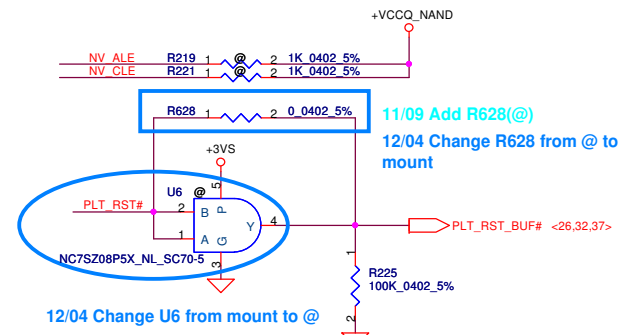 +VCCQ_NAND
NV_ALE R219 1 @ 2 1K_0402_5%
NV_CLE R221 1 @ 2 1K_0402_5%
R628 1 2 0_0402_5%
11/09 Add R628(@)
12/04 Change R628 from @ to
mount
+3VS
U6 @ 5
PLT_RST# 2 B P Y 4 PLT_RST_BUF# <26,32,37>
1 A G
3
NC7SZ08P5X_NL_SC70-5
1
R225
100K_0402_5%
2
12/04 Change U6 from mount to @